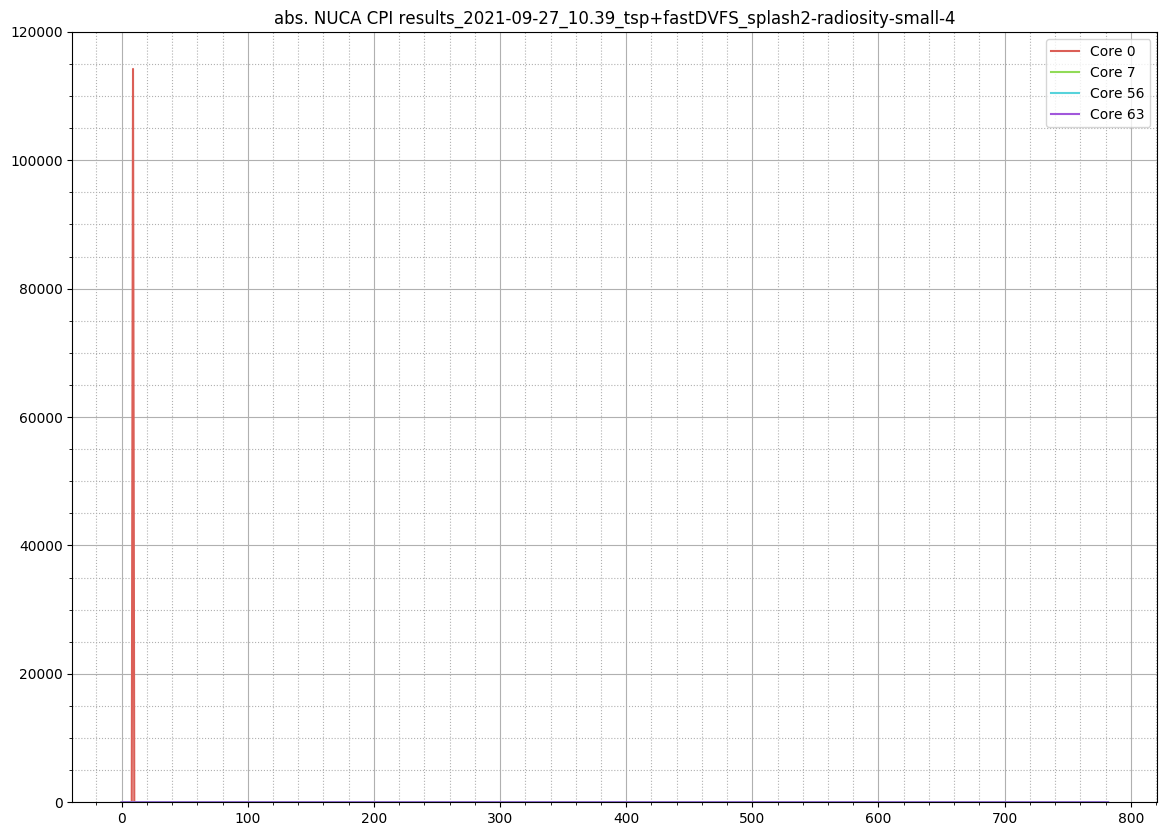 abs. NUCA CPI results_2021-09-27_10.39_tsp+fastDVFS_splash2-radiosity-small-4
120000
100000
80000
60000
40000
20000
0
Core 0
Core 7
Core 56
Core 63
0 100 200 300 400 500 600 700 800